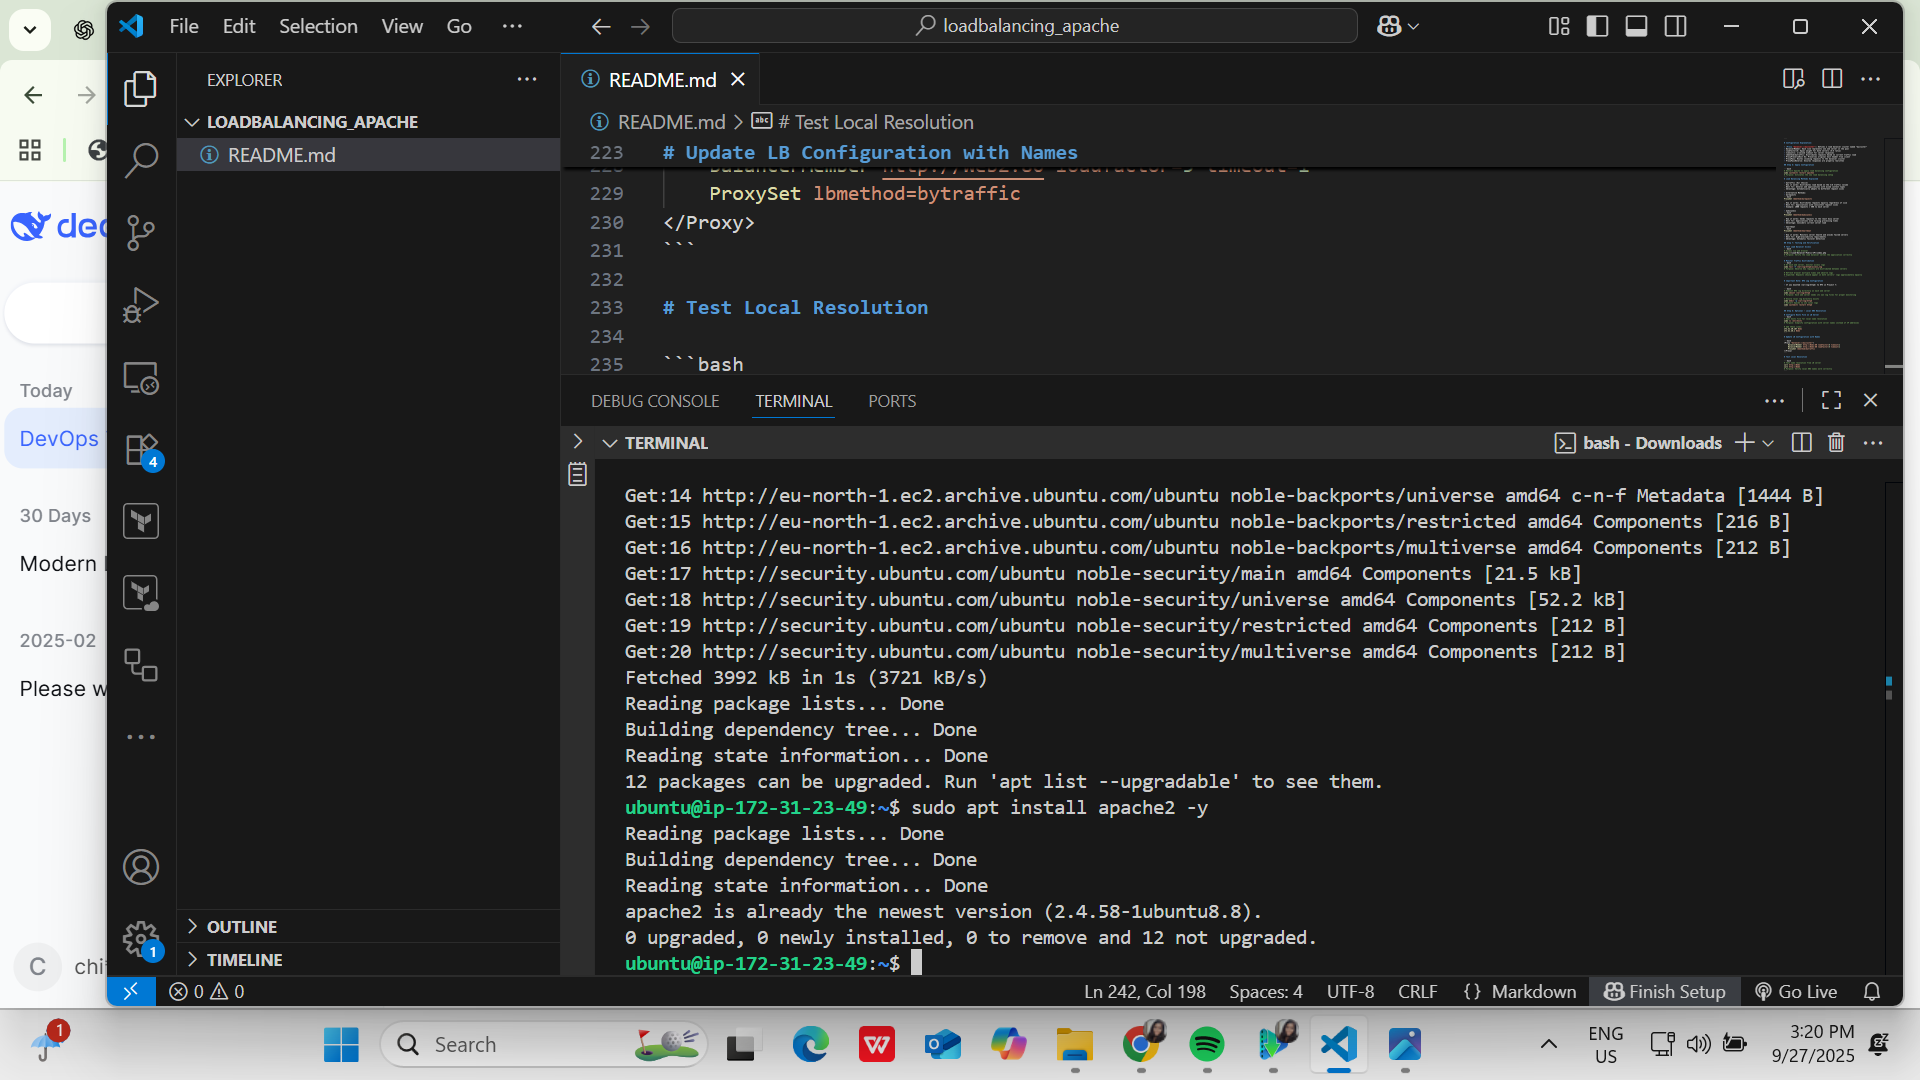 File Edit Selection View Go ···
loadbalancing_apache
EXPLORER
LOADBALANCING_APACHE
README.md
OUTLINE
TIMELINE
README.md
README.md > # Test Local Resolution
223 # Update LB Configuration with Names
229 ProxySet lbmethod=bytraffic
230 </Proxy>
231 ```
232
233 # Test Local Resolution
234
235 ```bash
DEBUG CONSOLE TERMINAL PORTS
TERMINAL
bash - Downloads
Get:14 http://eu-north-1.ec2.archive.ubuntu.com/ubuntu noble-backports/universe amd64 c-n-f Metadata [1444 B]
Get:15 http://eu-north-1.ec2.archive.ubuntu.com/ubuntu noble-backports/restricted amd64 Components [216 B]
Get:16 http://eu-north-1.ec2.archive.ubuntu.com/ubuntu noble-backports/multiverse amd64 Components [212 B]
Get:17 http://security.ubuntu.com/ubuntu noble-security/main amd64 Components [21.5 kB]
Get:18 http://security.ubuntu.com/ubuntu noble-security/universe amd64 Components [52.2 kB]
Get:19 http://security.ubuntu.com/ubuntu noble-security/restricted amd64 Components [212 B]
Get:20 http://security.ubuntu.com/ubuntu noble-security/multiverse amd64 Components [212 B]
Fetched 3992 kB in 1s (3721 kB/s)
Reading package lists... Done
Building dependency tree... Done
Reading state information... Done
12 packages can be upgraded. Run 'apt list --upgradable' to see them.
ubuntu@ip-172-31-23-49:~$ sudo apt install apache2 -y
Reading package lists... Done
Building dependency tree... Done
Reading state information... Done
apache2 is already the newest version (2.4.58-1ubuntu8.8).
0 upgraded, 0 newly installed, 0 to remove and 12 not upgraded.
ubuntu@ip-172-31-23-49:~$
4
1
0 0
Ln 242, Col 198 Spaces: 4 UTF-8 CRLF {} Markdown Finish Setup Go Live
Today
DevOps
30 Days
Modern
2025-02
Please w
C chi
1
Search
ENG
US
3:20 PM
9/27/2025